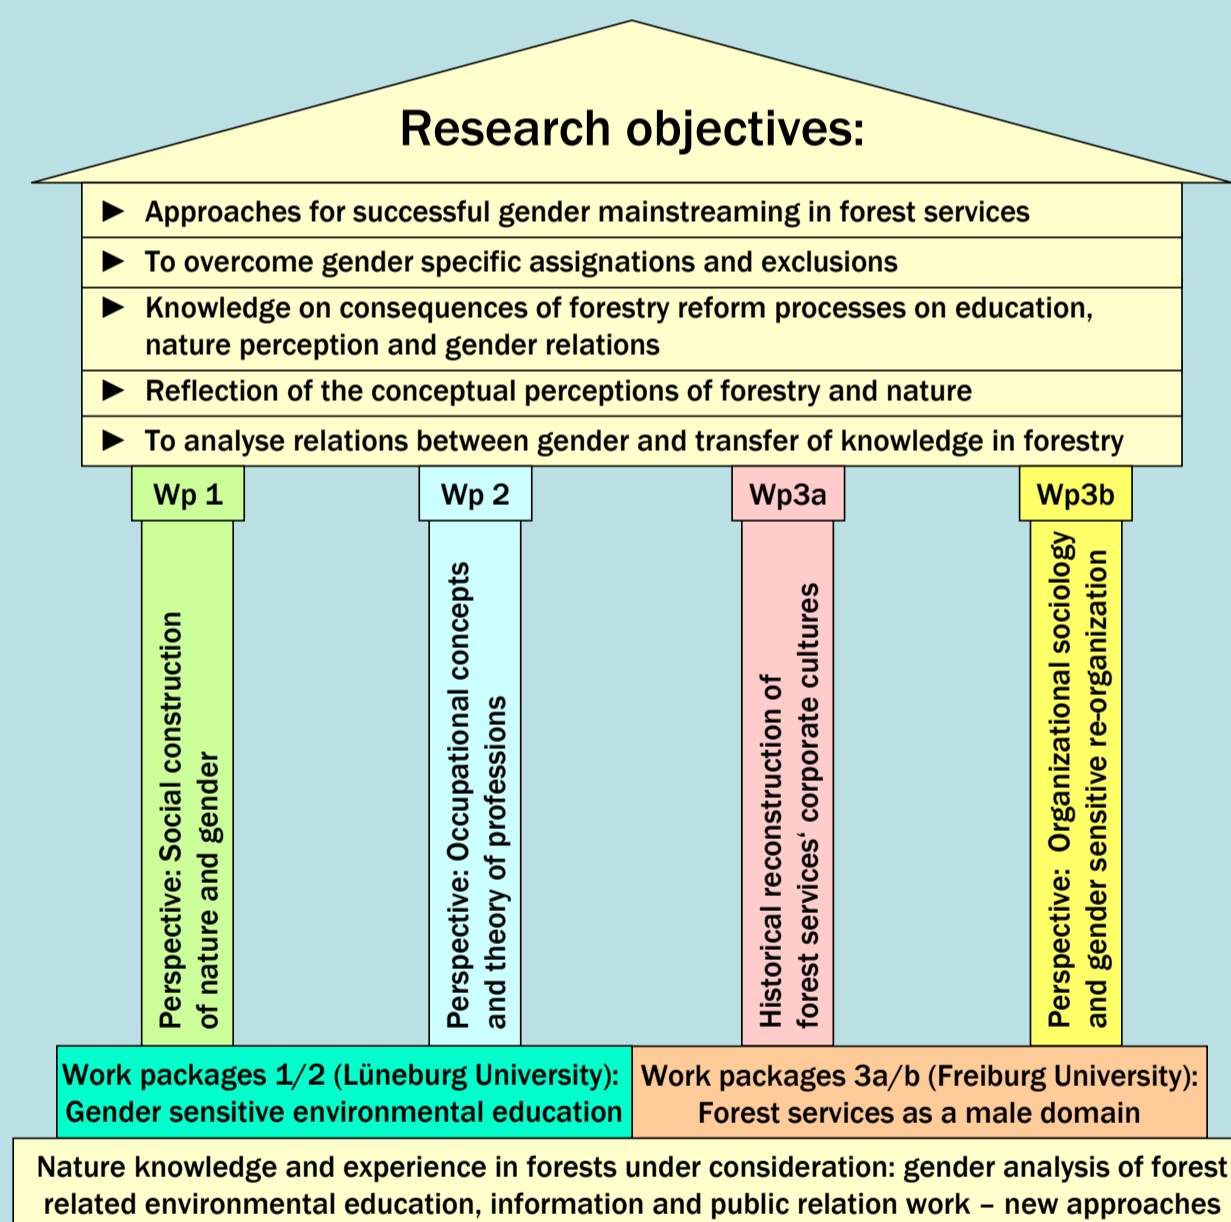 Research objectives:
► Approaches for successful gender mainstreaming in forest services
► To overcome gender specific assignations and exclusions
► Knowledge on consequences of forestry reform processes on education,
nature perception and gender relations
► Reflection of the conceptual perceptions of forestry and nature
► To analyse relations between gender and transfer of knowledge in forestry
Wp 1
Perspective: Social construction
of nature and gender
Wp 2
Perspective: Occupational concepts
and theory of professions
Wp3a
Historical reconstruction of
forest services‘ corporate cultures
Wp3b
Perspective: Organizational sociology
and gender sensitive re-organization
Work packages 1/2 (Lüneburg University):
Gender sensitive environmental education
Work packages 3a/b (Freiburg University):
Forest services as a male domain
Nature knowledge and experience in forests under consideration: gender analysis of forest
related environmental education, information and public relation work – new approaches